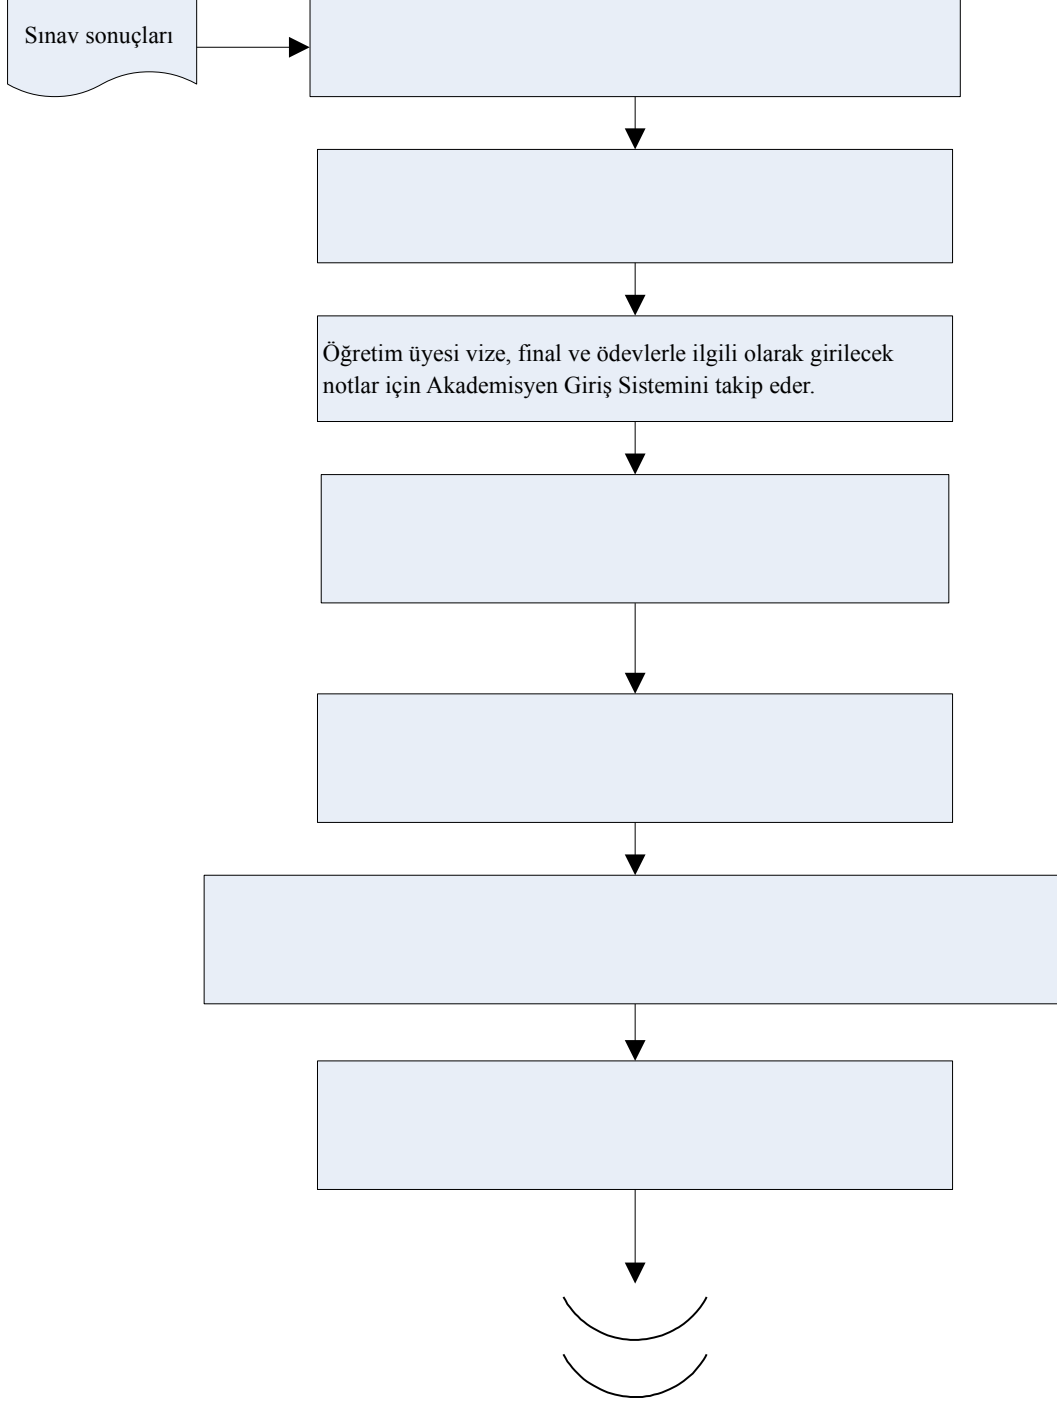 Sınav sonuçları
Öğretim üyesi vize, final ve ödevlerle ilgili olarak girilecek
notlar için Akademisyen Giriş Sistemini takip eder.